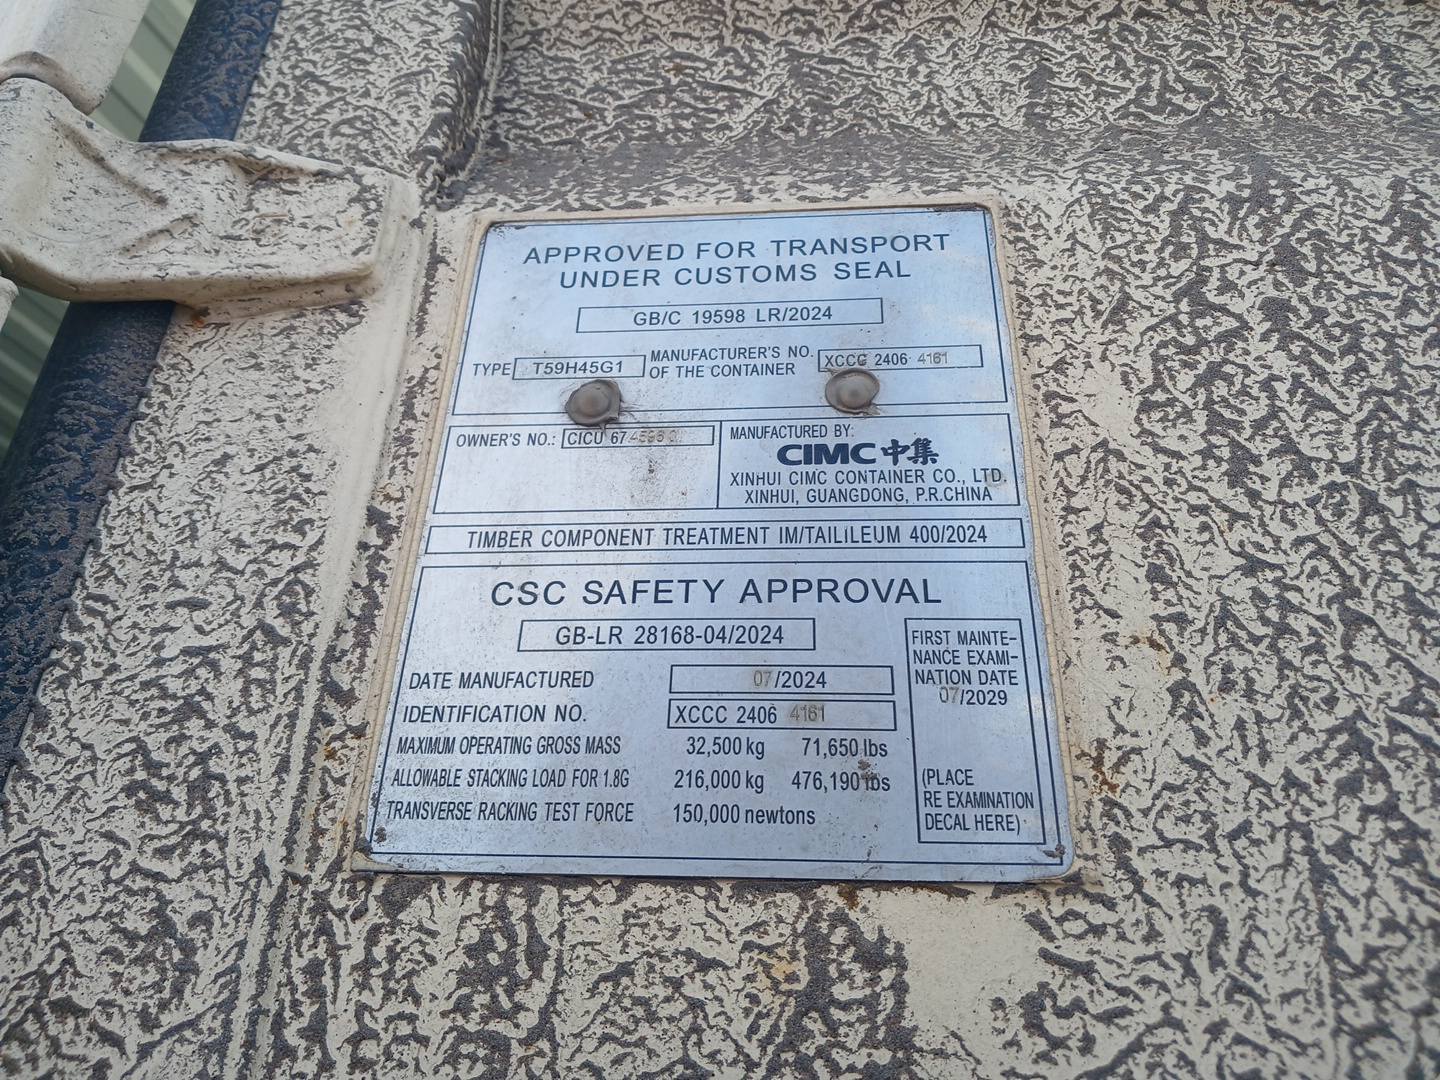 APPROVED FOR TRANSPORT
UNDER CUSTOMS SEAL
GB/C 19598 LR/2024
TYPE T59H45G1
MANUFACTURER'S NO.
OF THE CONTAINER
XCCC 2406 4161
OWNER'S NO.: CICU
MANUFACTURED BY:
CIMC 中集
XINHUI CIMC CONTAINER CO., LTD.
XINHUI, GUANGDONG, P.R.CHINA
TIMBER COMPONENT TREATMENT IM/TAILILEUM 400/2024
CSC SAFETY APPROVAL
GB-LR 28168-04/2024
DATE MANUFACTURED 07/2024
IDENTIFICATION NO. XCCC 2406 4161
MAXIMUM OPERATING GROSS MASS 32,500 kg 71,650 lbs
ALLOWABLE STACKING LOAD FOR 1.8G 216,000 kg 476,190 lbs
TRANSVERSE RACKING TEST FORCE 150,000 newtons
FIRST MAINTE-
NANCE EXAMI-
NATION DATE
07/2029
(PLACE
RE EXAMINATION
DECAL HERE)